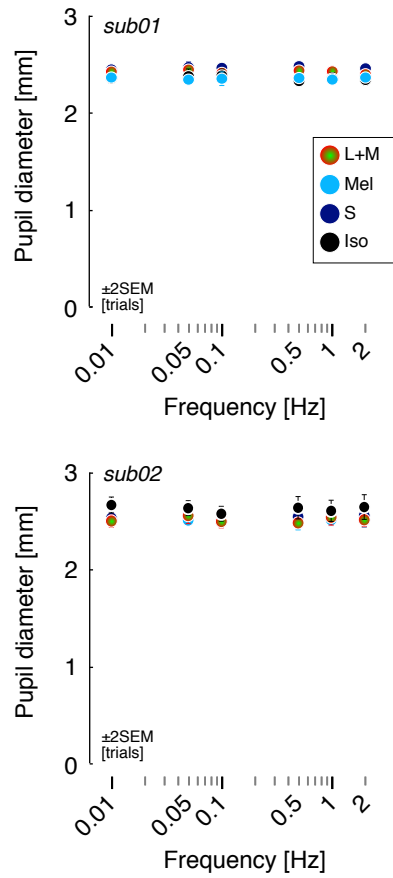 sub01
Pupil diameter [mm]
3
2
1
0
L+M
Mel
S
Iso
±2SEM
[trials]
0.01
0.05
0.1
0.5
1
2
Frequency [Hz]
sub02
Pupil diameter [mm]
3
2
1
0
±2SEM
[trials]
0.01
0.05
0.1
0.5
1
2
Frequency [Hz]